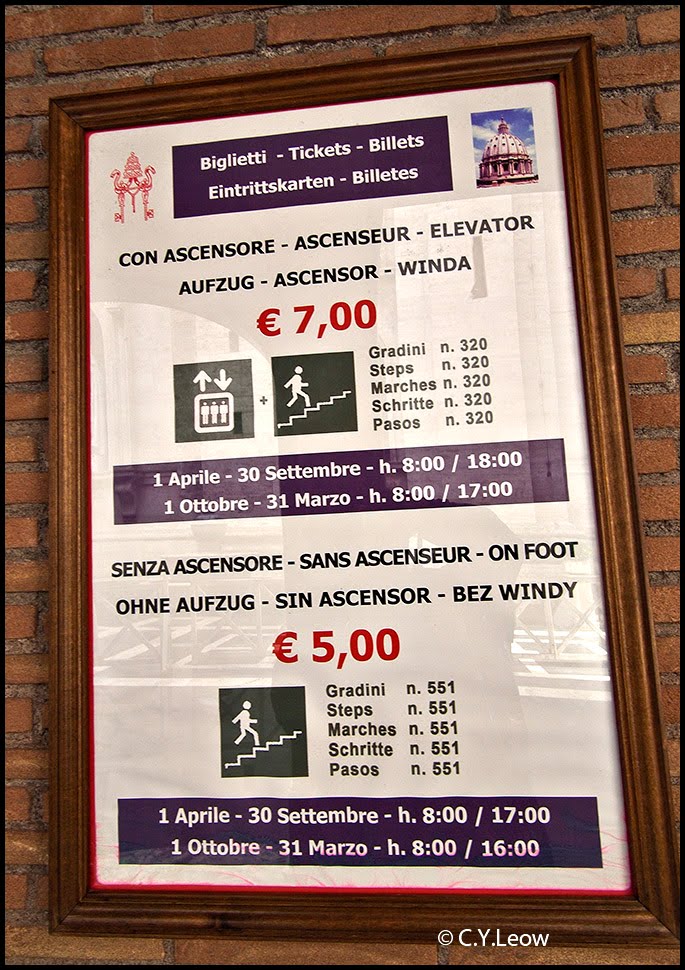 Biglietti - Tickets - Billets
Eintrittskarten - Billetes
CON ASCENSORE - ASCENSEUR - ELEVATOR
AUFZUG - ASCENSOR - WINDA
€ 7,00
Gradini n. 320
Steps n. 320
+
Marches n. 320
Schritte n. 320
Pasos n. 320
1 Aprile - 30 Settembre - h. 8:00 / 18:00
1 Ottobre - 31 Marzo - h. 8:00 / 17:00
SENZA ASCENSORE - SANS ASCENSEUR - ON FOOT
OHNE AUFZUG - SIN ASCENSOR - BEZ WINDY
€ 5,00
Gradini n. 551
Steps n. 551
Marches n. 551
Schritte n. 551
Pasos n. 551
1 Aprile - 30 Settembre - h. 8:00 / 17:00
1 Ottobre - 31 Marzo - h. 8:00 / 16:00
© C.Y.Leow